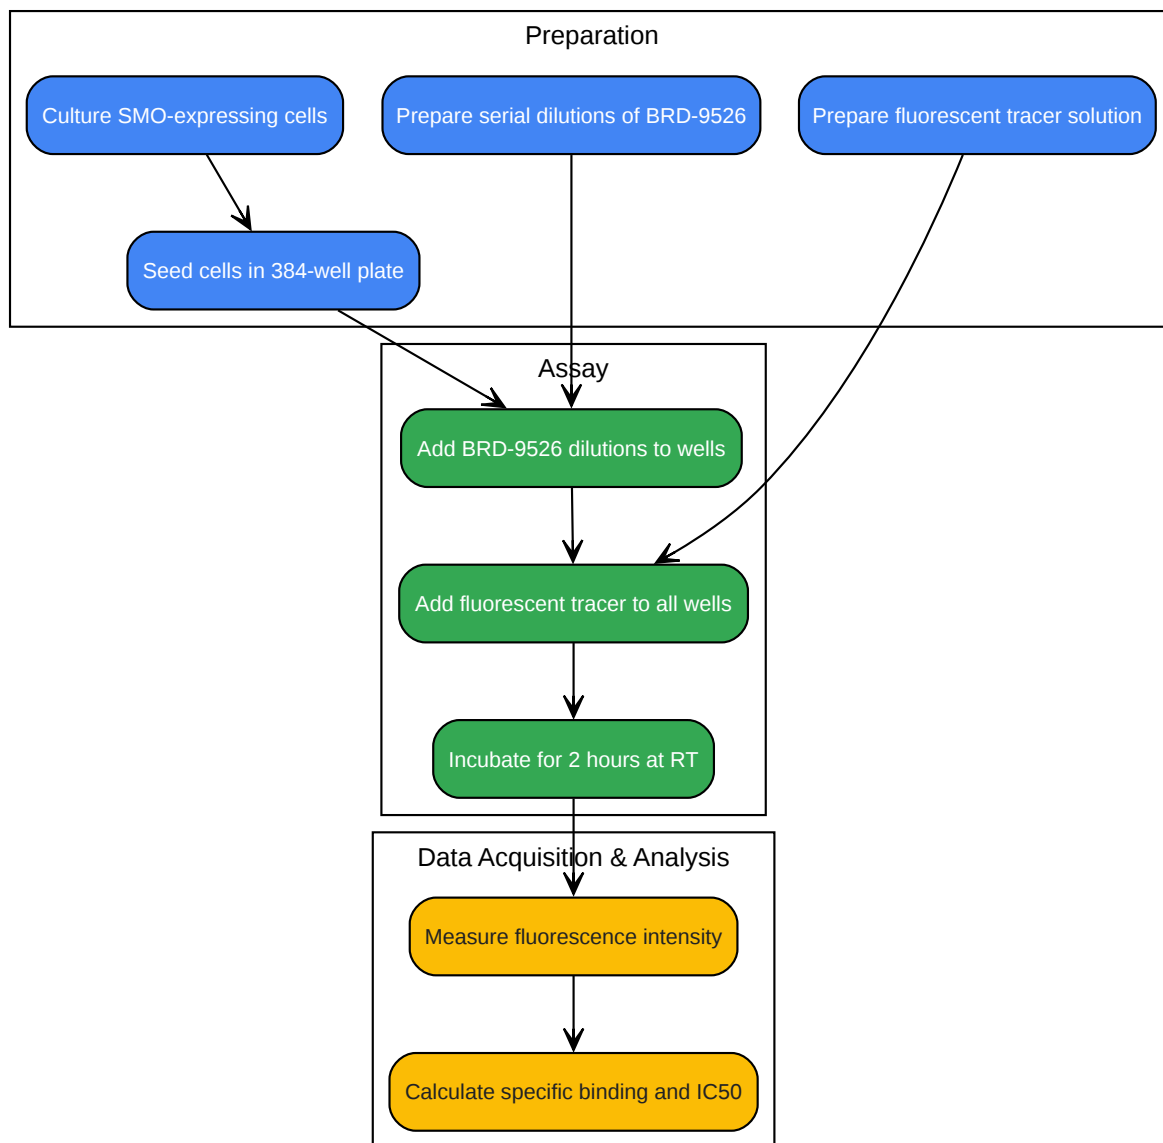 Preparation
Culture SMO-expressing cells
Prepare serial dilutions of BRD-9526
Prepare fluorescent tracer solution
Seed cells in 384-well plate
Assay
Add BRD-9526 dilutions to wells
Add fluorescent tracer to all wells
Incubate for 2 hours at RT
Data Acquisition & Analysis
Measure fluorescence intensity
Calculate specific binding and IC50